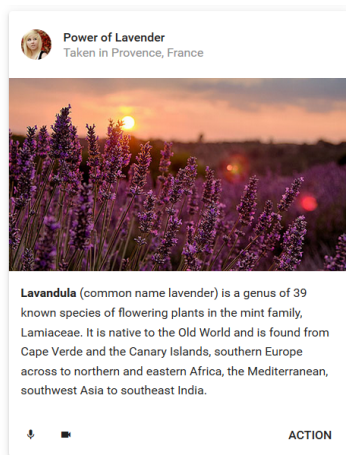 Power of Lavender
Taken in Provence, France
Lavandula (common name lavender) is a genus of 39
known species of flowering plants in the mint family,
Lamiaceae. It is native to the Old World and is found from
Cape Verde and the Canary Islands, southern Europe
across to northern and eastern Africa, the Mediterranean,
southwest Asia to southeast India.
ACTION